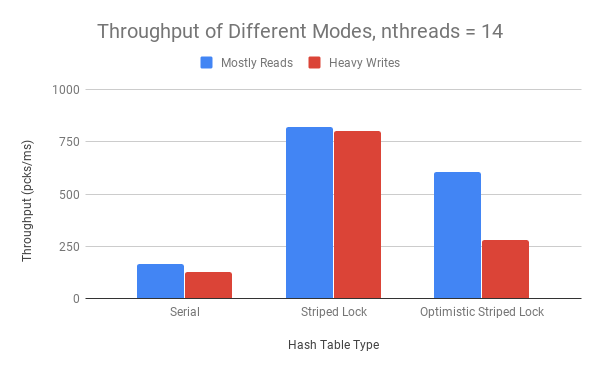 Throughput of Different Modes, nthreads = 14
Mostly Reads
Heavy Writes
Throughput (pcks/ms)
1000
750
500
250
0
Serial
Striped Lock
Optimistic Striped Lock
Hash Table Type